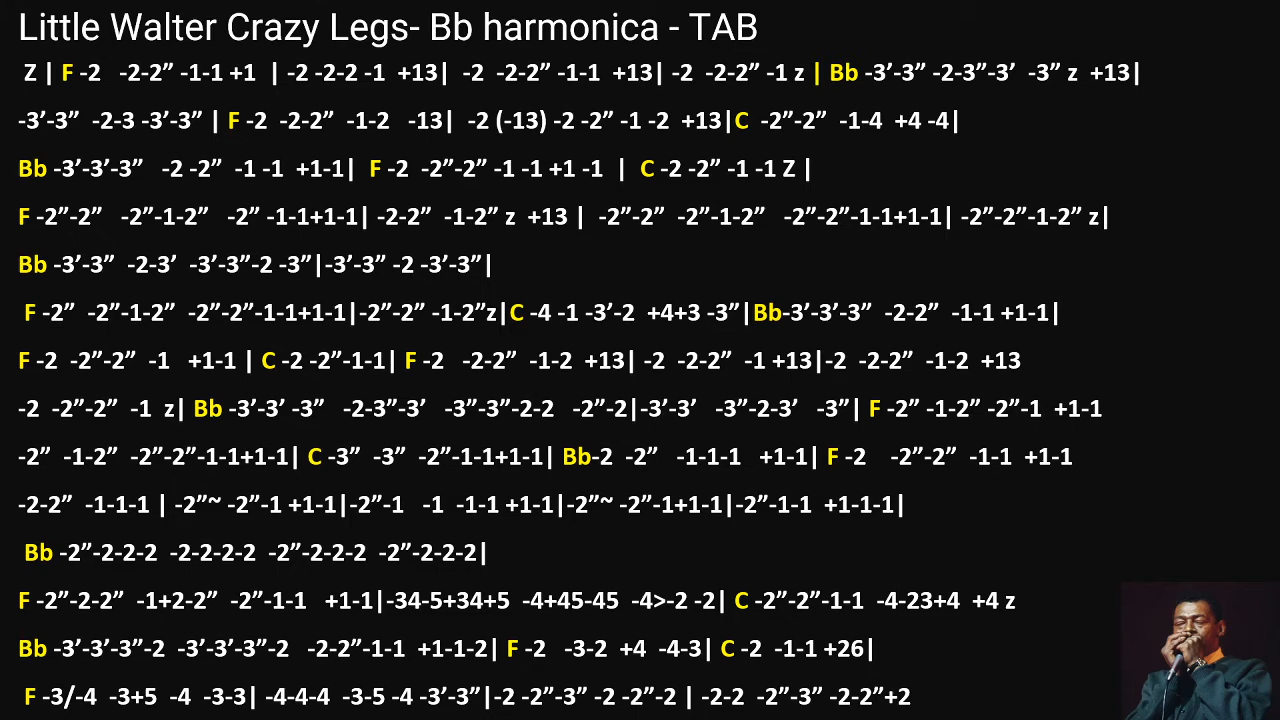 Little Walter Crazy Legs- Bb harmonica - TAB
Z | F -2 -2-2” -1-1 +1 | -2 -2-2 -1 +13| -2 -2-2” -1-1 +13| -2 -2-2” -1 z | Bb -3’-3” -2-3”-3’ -3” z +13|
-3’-3” -2-3 -3’-3” | F -2 -2-2” -1-2 -13| -2 (-13) -2 -2” -1 -2 +13|C -2”-2” -1-4 +4 -4|
Bb -3’-3’-3” -2 -2” -1 -1 +1-1| F -2 -2”-2” -1 -1 +1 -1 | C -2 -2” -1 -1 Z |
F -2”-2” -2”-1-2” -2” -1-1+1-1| -2-2” -1-2” z +13 | -2”-2” -2”-1-2” -2”-2”-1-1+1-1| -2”-2”-1-2” z|
Bb -3’-3” -2-3’ -3’-3”-2 -3”|-3’-3” -2 -3’-3”|
F -2” -2”-1-2” -2”-2”-1-1+1-1|-2”-2” -1-2”z|C -4 -1 -3’-2 +4+3 -3”|Bb-3’-3’-3” -2-2” -1-1 +1-1|
F -2 -2”-2” -1 +1-1 | C -2 -2”-1-1| F -2 -2-2” -1-2 +13| -2 -2-2” -1 +13|-2 -2-2” -1-2 +13
-2 -2”-2” -1 z| Bb -3’-3’ -3” -2-3”-3’ -3”-3”-2-2 -2”-2|-3’-3’ -3”-2-3’ -3”| F -2” -1-2” -2”-1 +1-1
-2” -1-2” -2”-2”-1-1+1-1| C -3” -3” -2”-1-1+1-1| Bb-2 -2” -1-1-1 +1-1| F -2 -2”-2” -1-1 +1-1
-2-2” -1-1-1 | -2”~ -2”-1 +1-1|-2”-1 -1 -1-1 +1-1|-2”~ -2”-1+1-1|-2”-1-1 +1-1-1|
Bb -2”-2-2-2 -2-2-2-2 -2”-2-2-2 -2”-2-2-2|
F -2”-2-2” -1+2-2” -2”-1-1 +1-1|-34-5+34+5 -4+45-45 -4>-2 -2| C -2”-2”-1-1 -4-23+4 +4 z
Bb -3’-3’-3”-2 -3’-3’-3”-2 -2-2”-1-1 +1-1-2| F -2 -3-2 +4 -4-3| C -2 -1-1 +26|
F -3/-4 -3+5 -4 -3-3| -4-4-4 -3-5 -4 -3’-3”|-2 -2”-3” -2 -2”-2 | -2-2 -2”-3” -2-2”+2